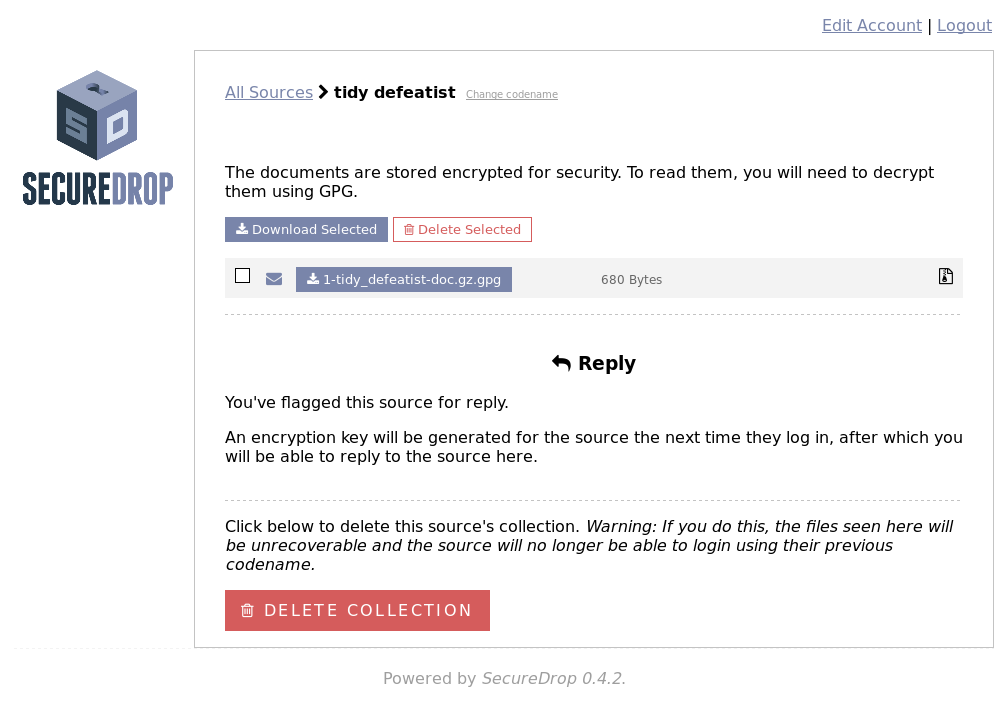 Edit Account | Logout
SECUREDROP
All Sources tidy defeatist Change codename
The documents are stored encrypted for security. To read them, you will need to decrypt
them using GPG.
Download Selected Delete Selected
1-tidy_defeatist-doc.gz.gpg 680 Bytes
Reply
You've flagged this source for reply.
An encryption key will be generated for the source the next time they log in, after which you
will be able to reply to the source here.
Click below to delete this source's collection. Warning: If you do this, the files seen here will
be unrecoverable and the source will no longer be able to login using their previous
codename.
DELETE COLLECTION
Powered by SecureDrop 0.4.2.